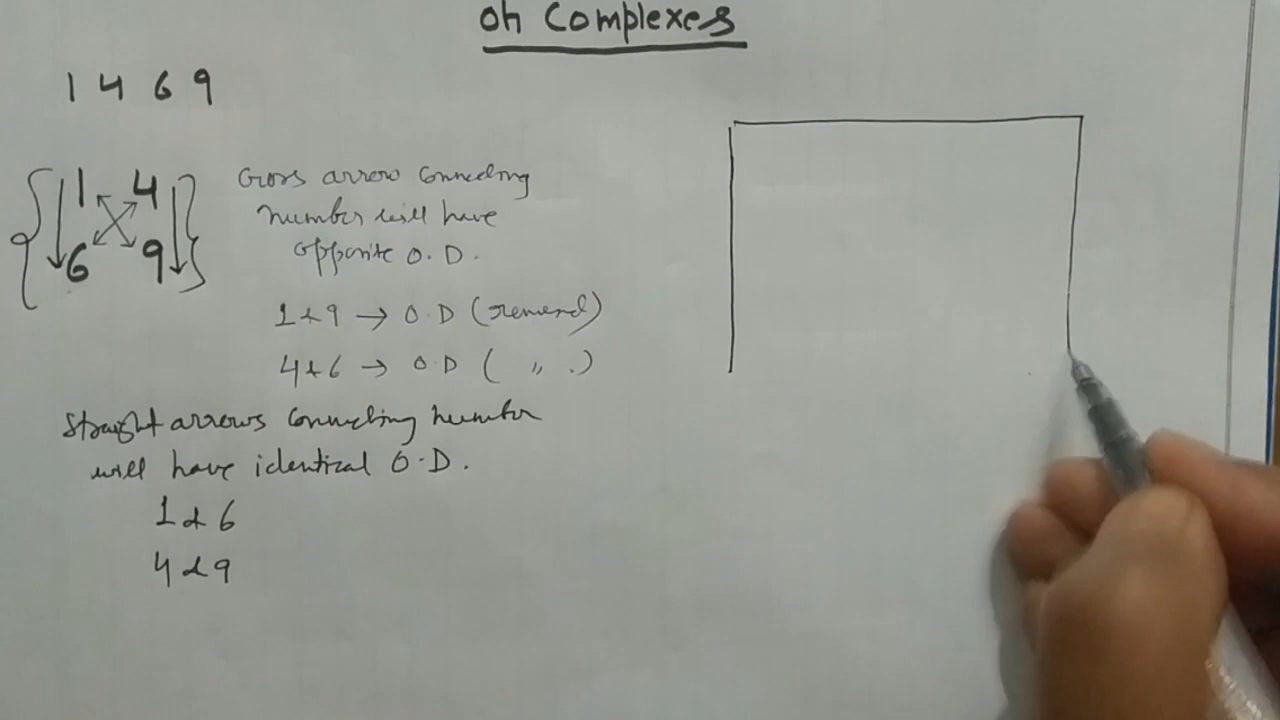 Oh Complexes
1 4 6 9
1 4
6 9
Cross arrow connecting
number will have
opposite O.D.
1 & 9 → O.D (reversed)
4 & 6 → O.D ( ,, .)
Straight arrows connecting number
will have identical O.D.
1 & 6
4 & 9